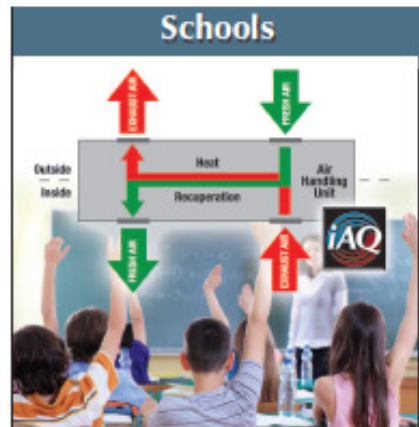 Schools
EXHAUST AIR
FRESH AIR
Outside
Heat
Air
Handling
Unit
Inside
Recuperation
iAQ
FRESH AIR
EXHAUST AIR